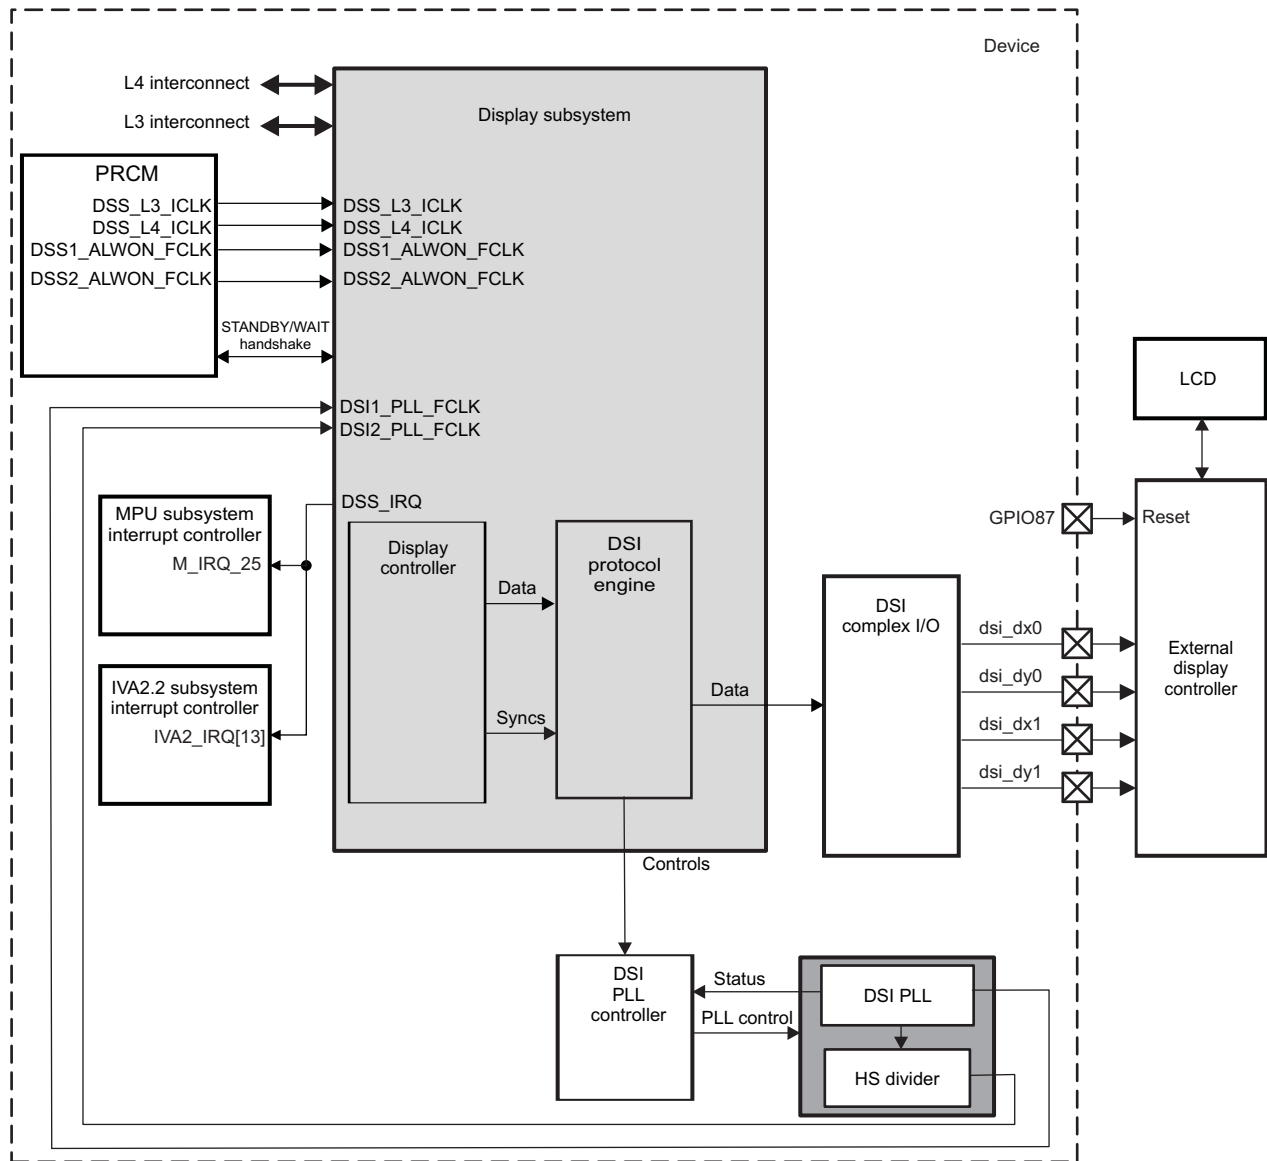 Device
L4 interconnect
L3 interconnect
Display subsystem
PRCM
DSS_L3_ICLK
DSS_L4_ICLK
DSS1_ALWON_FCLK
DSS2_ALWON_FCLK
DSS_L3_ICLK
DSS_L4_ICLK
DSS1_ALWON_FCLK
DSS2_ALWON_FCLK
STANDBY/WAIT
handshake
DSI1_PLL_FCLK
DSI2_PLL_FCLK
LCD
DSS_IRQ
MPU subsystem
interrupt controller
M_IRQ_25
IVA2.2 subsystem
interrupt controller
IVA2_IRQ[13]
Display
controller
Data
Syncs
DSI
protocol
engine
Data
DSI
complex I/O
GPIO87
Reset
dsi_dx0
dsi_dy0
dsi_dx1
dsi_dy1
External
display
controller
Controls
DSI
PLL
controller
Status
PLL control
DSI PLL
HS divider